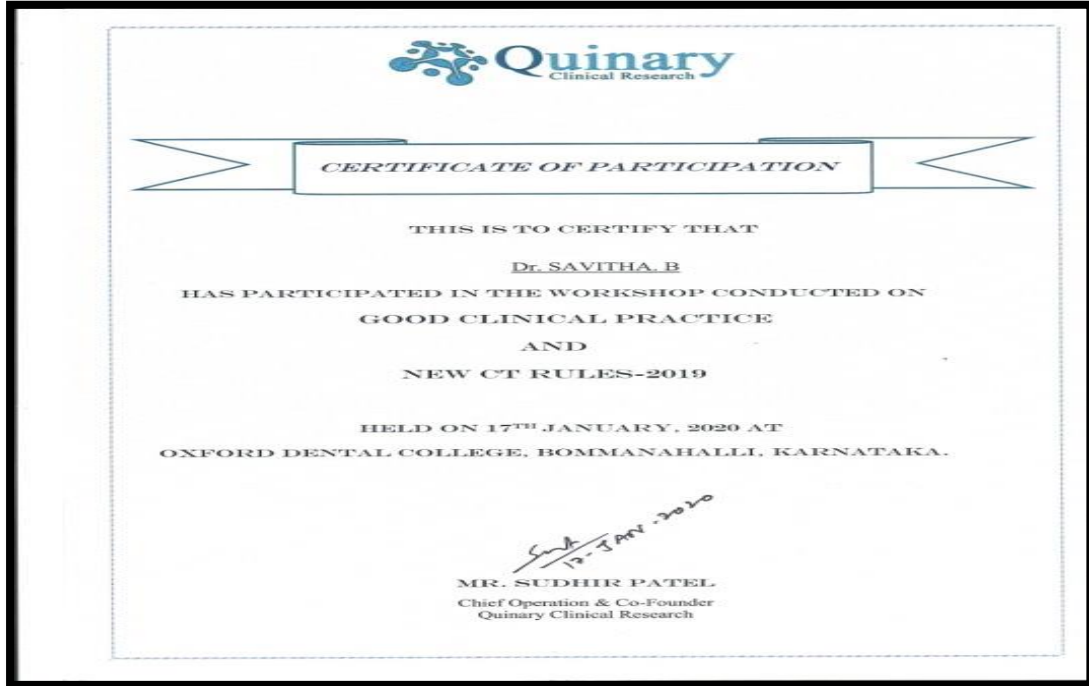 Quinary
Clinical Research
CERTIFICATE OF PARTICIPATION
THIS IS TO CERTIFY THAT
Dr. SAVITHA. B
HAS PARTICIPATED IN THE WORKSHOP CONDUCTED ON
GOOD CLINICAL PRACTICE
AND
NEW CT RULES-2019
HELD ON 17TH JANUARY, 2020 AT
OXFORD DENTAL COLLEGE, BOMMANAHALLI, KARNATAKA.
17-JAN-2020
MR. SUDHIR PATEL
Chief Operation & Co-Founder
Quinary Clinical Research